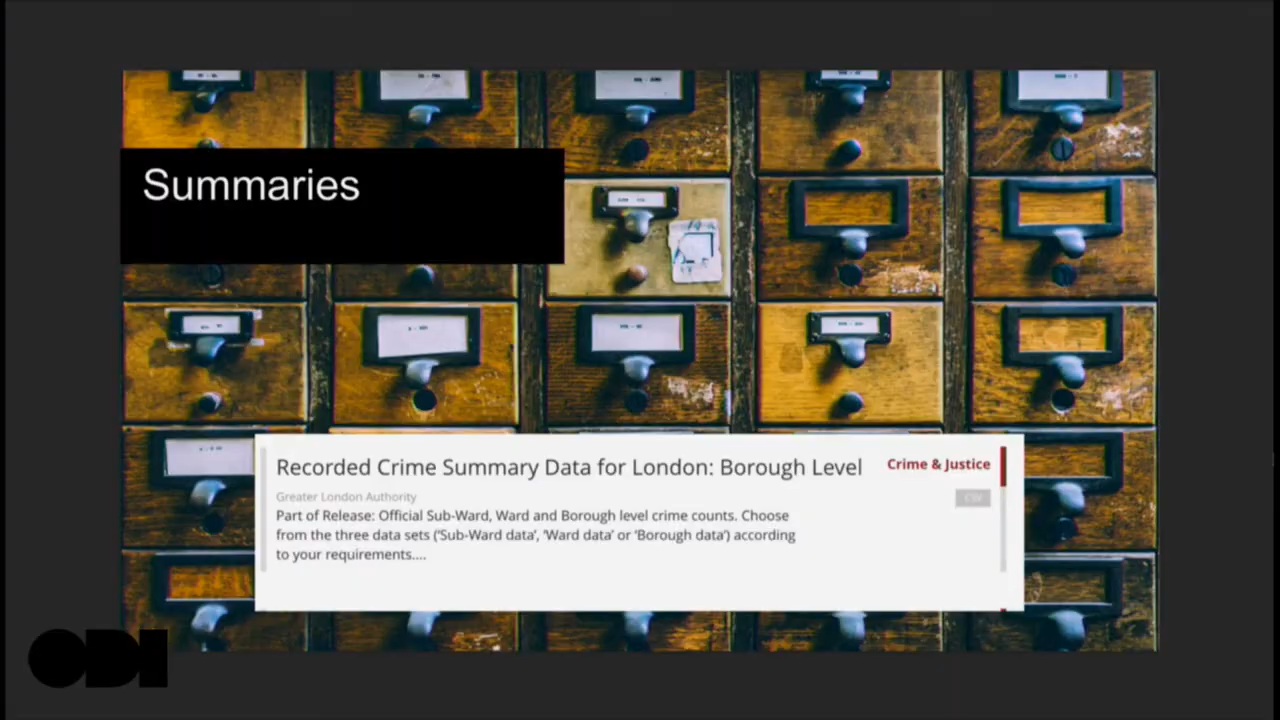 Summaries
Recorded Crime Summary Data for London: Borough Level
Crime & Justice
Greater London Authority
CSV
Part of Release: Official Sub-Ward, Ward and Borough level crime counts. Choose
from the three data sets (‘Sub-Ward data’, ‘Ward data’ or ‘Borough data’) according
to your requirements....
ODI